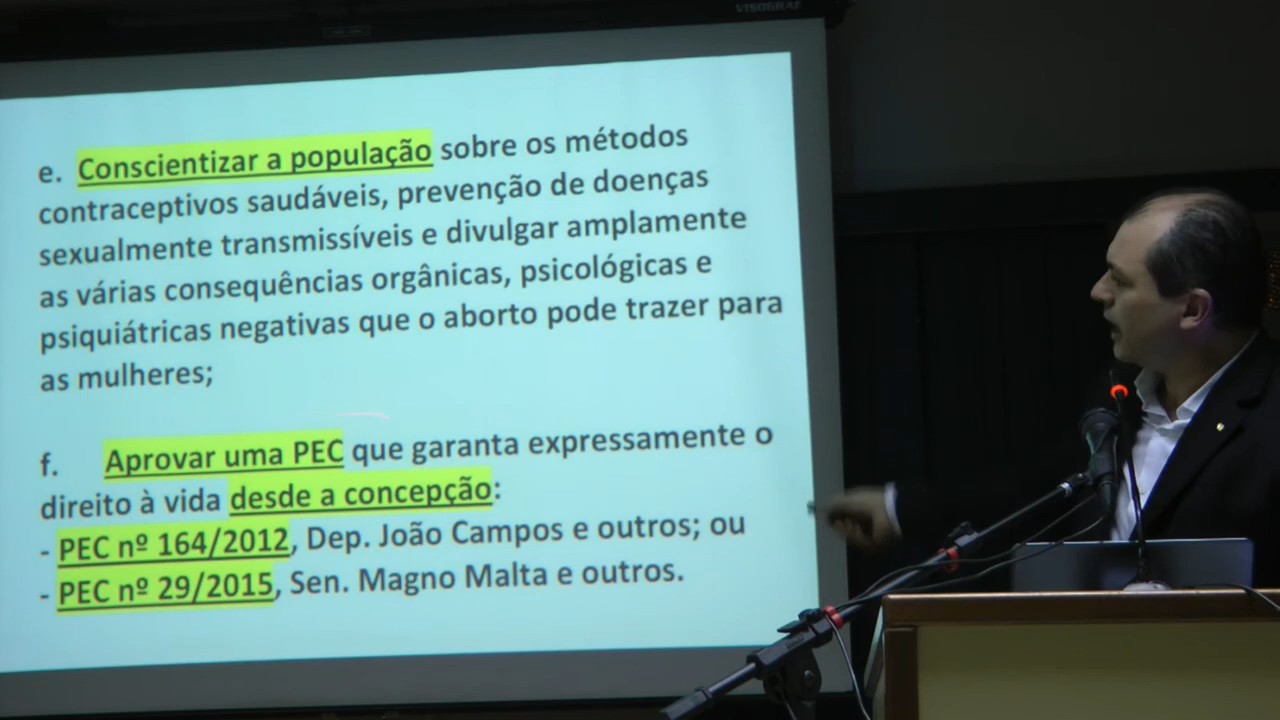 VISOGRAF
e. Conscientizar a população sobre os métodos
contraceptivos saudáveis, prevenção de doenças
sexualmente transmissíveis e divulgar amplamente
as várias consequências orgânicas, psicológicas e
psiquiátricas negativas que o aborto pode trazer para
as mulheres;
f. Aprovar uma PEC que garanta expressamente o
direito à vida desde a concepção:
- PEC nº 164/2012, Dep. João Campos e outros; ou
- PEC nº 29/2015, Sen. Magno Malta e outros.